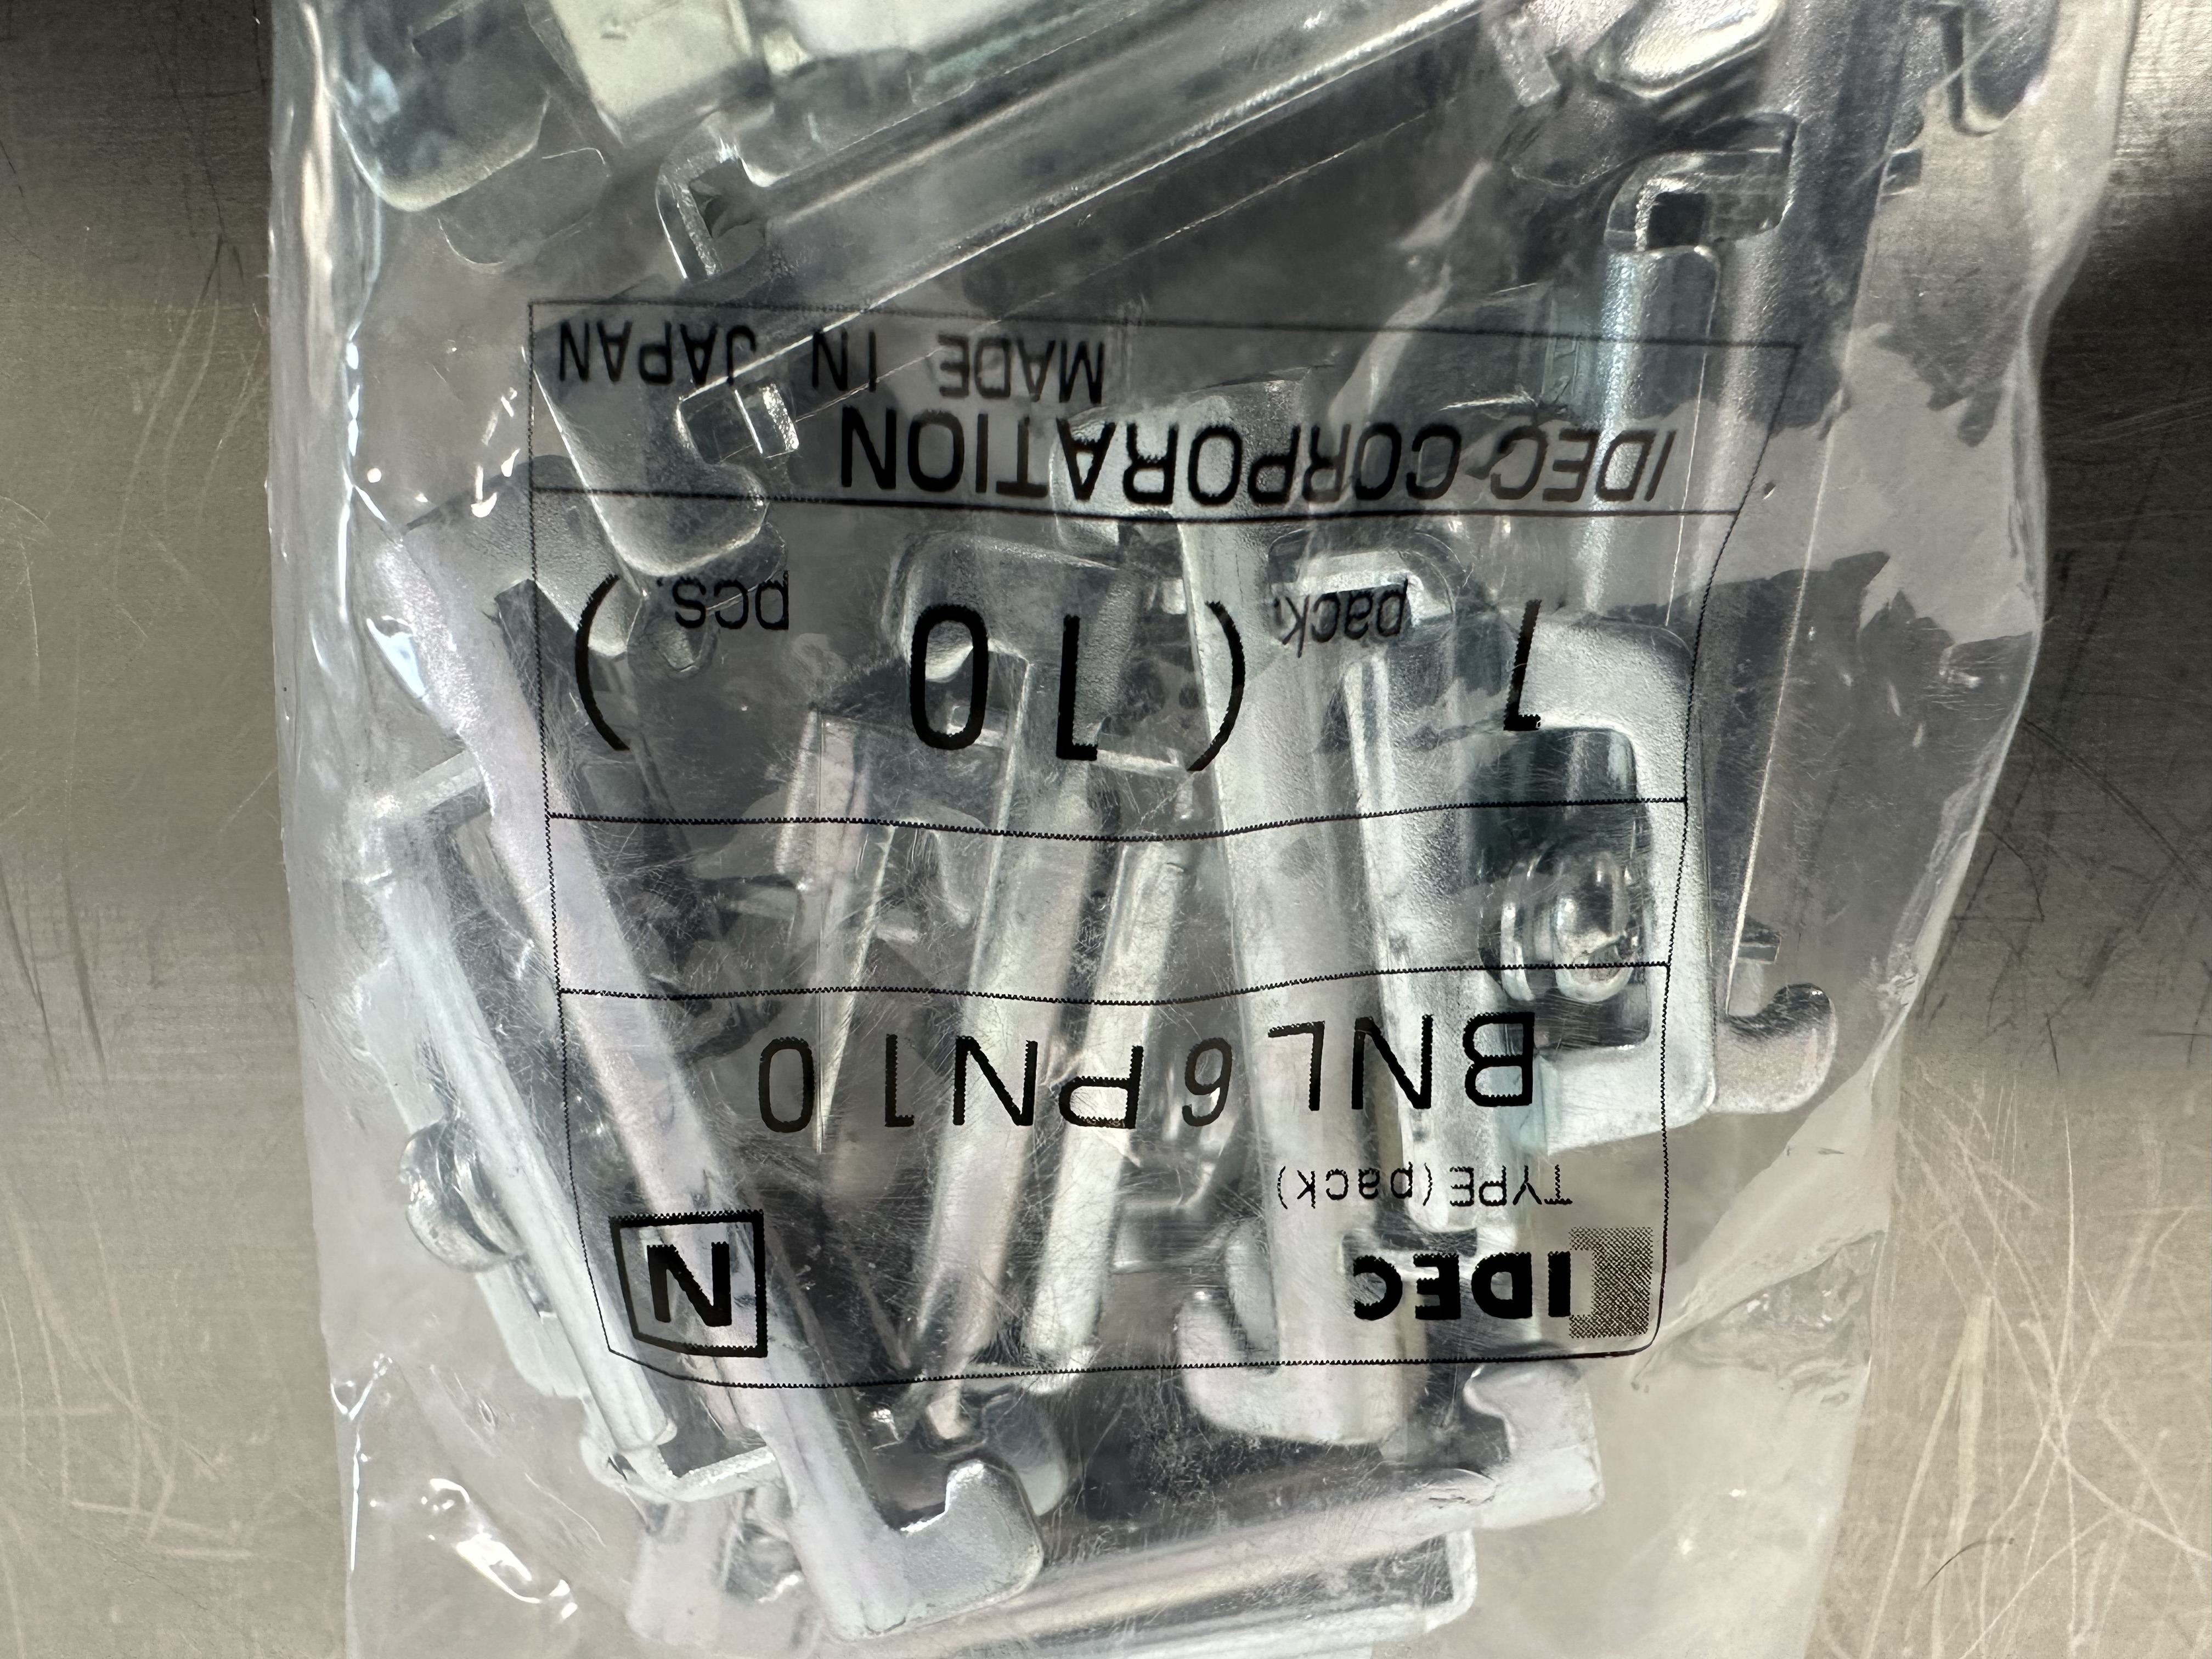 IDEC N
TYPE (pack)
BNL6PN10
1 pack. ( 10 pcs. )
IDEC CORPORATION
MADE IN JAPAN